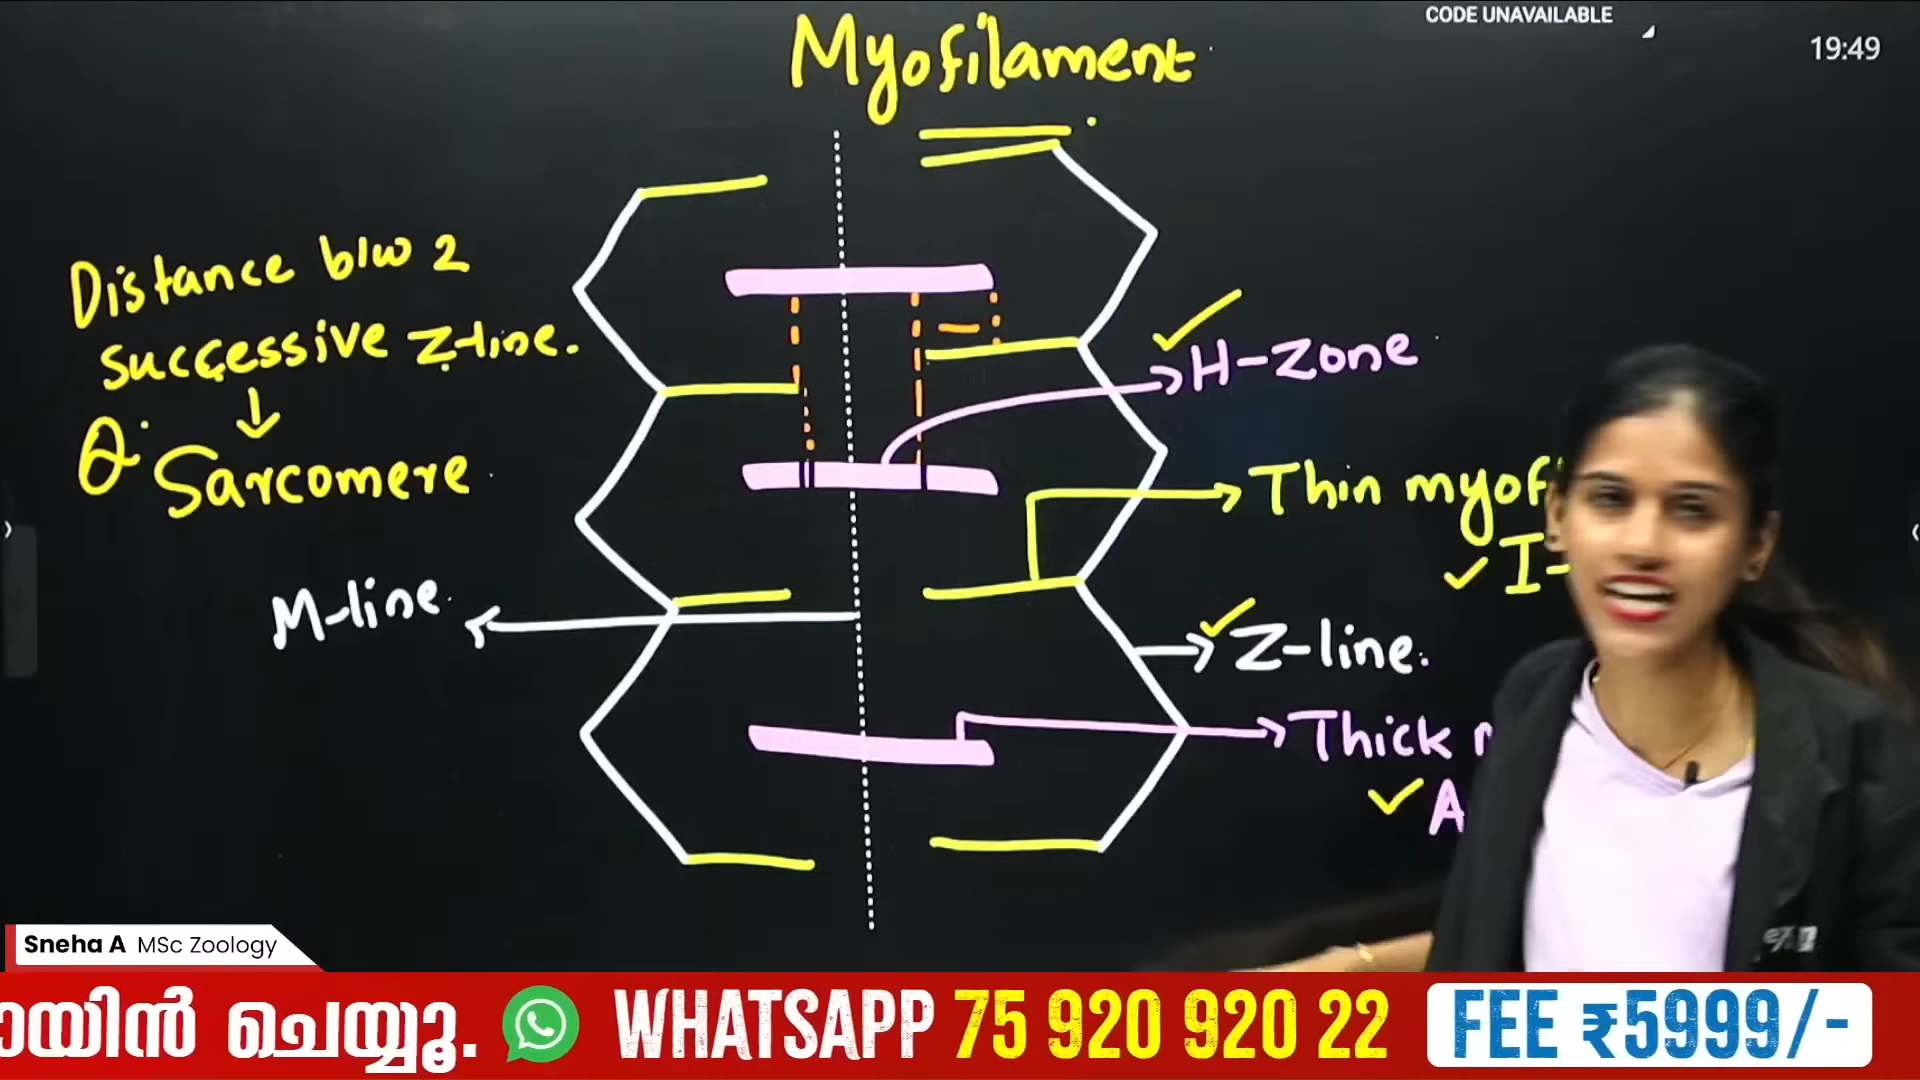 CODE UNAVAILABLE
19:49
Myofilament
Distance b/w 2
successive Z-line.
Q.
Sarcomere
H-Zone
Thin myof
I-
M-line
Z-line.
Thick
A
Sneha A MSc Zoology
ചെയ്യൂ. WHATSAPP 75 920 920 22 FEE ₹5999/-